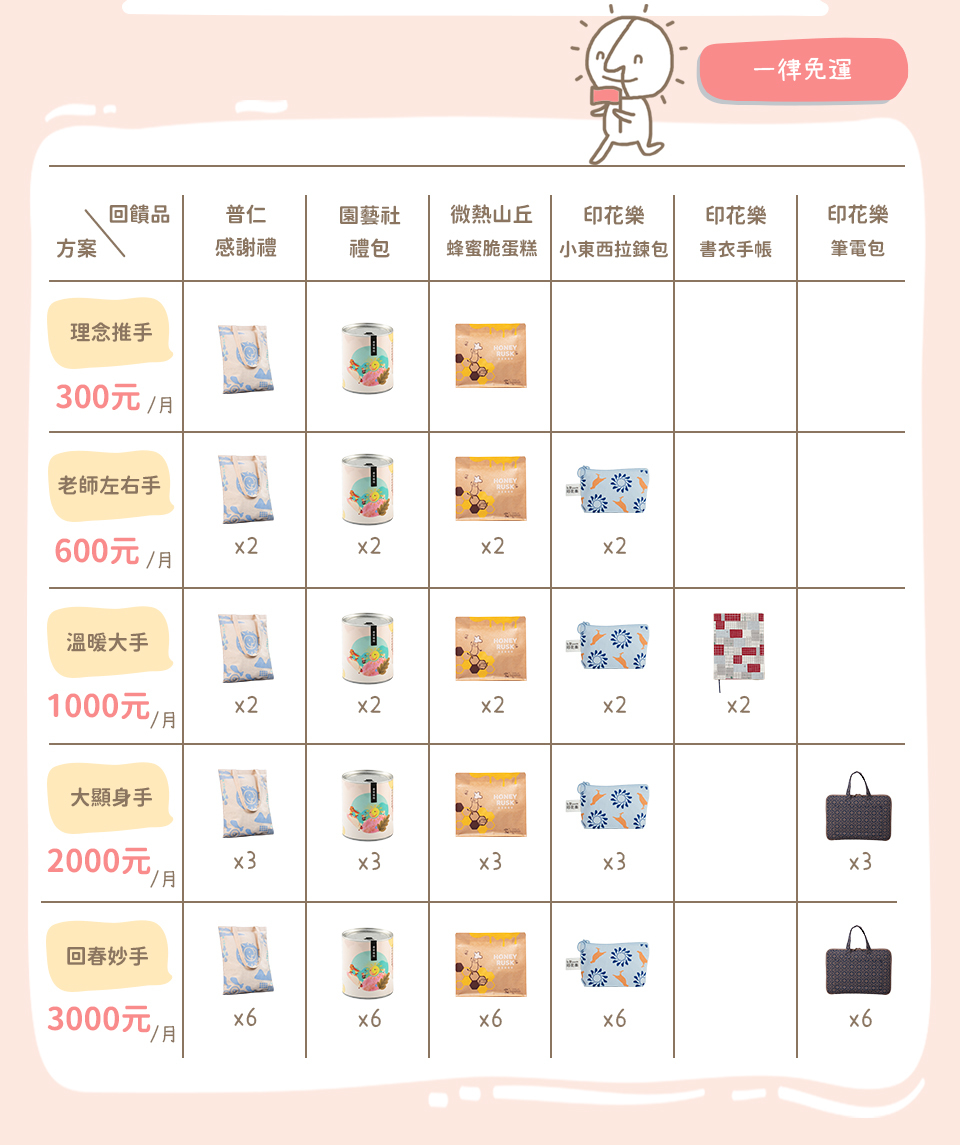 一律免運
回饋品
方案
普仁
感謝禮
園藝社
禮包
微熱山丘
蜂蜜脆蛋糕
印花樂
小東西拉鍊包
印花樂
書衣手帳
印花樂
筆電包
理念推手
300元/月
HONEY
RUSK
老師左右手
600元/月
HONEY
RUSK
x2
x2
x2
x2
溫暖大手
1000元/月
HONEY
RUSK
x2
x2
x2
x2
x2
大顯身手
2000元/月
HONEY
RUSK
x3
x3
x3
x3
x3
回春妙手
3000元/月
HONEY
RUSK
x6
x6
x6
x6
x6